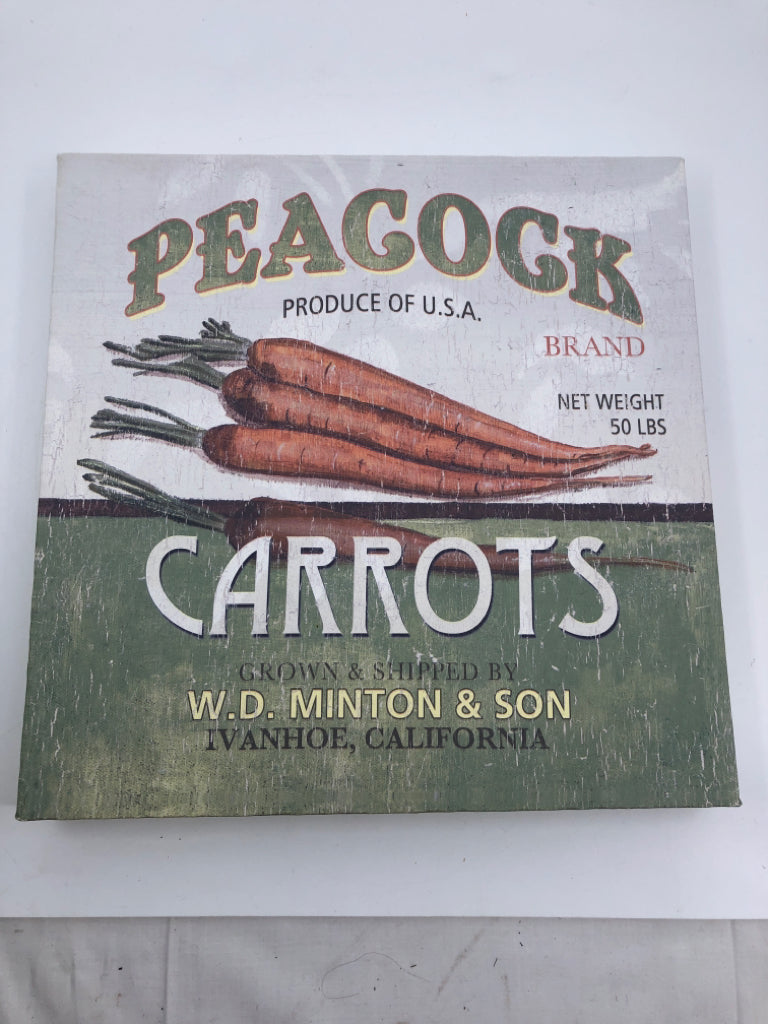 PEACOCK
PRODUCE OF U.S.A.
BRAND
NET WEIGHT
50 LBS
CARROTS
GROWN & SHIPPED BY
W.D. MINTON & SON
IVANHOE, CALIFORNIA